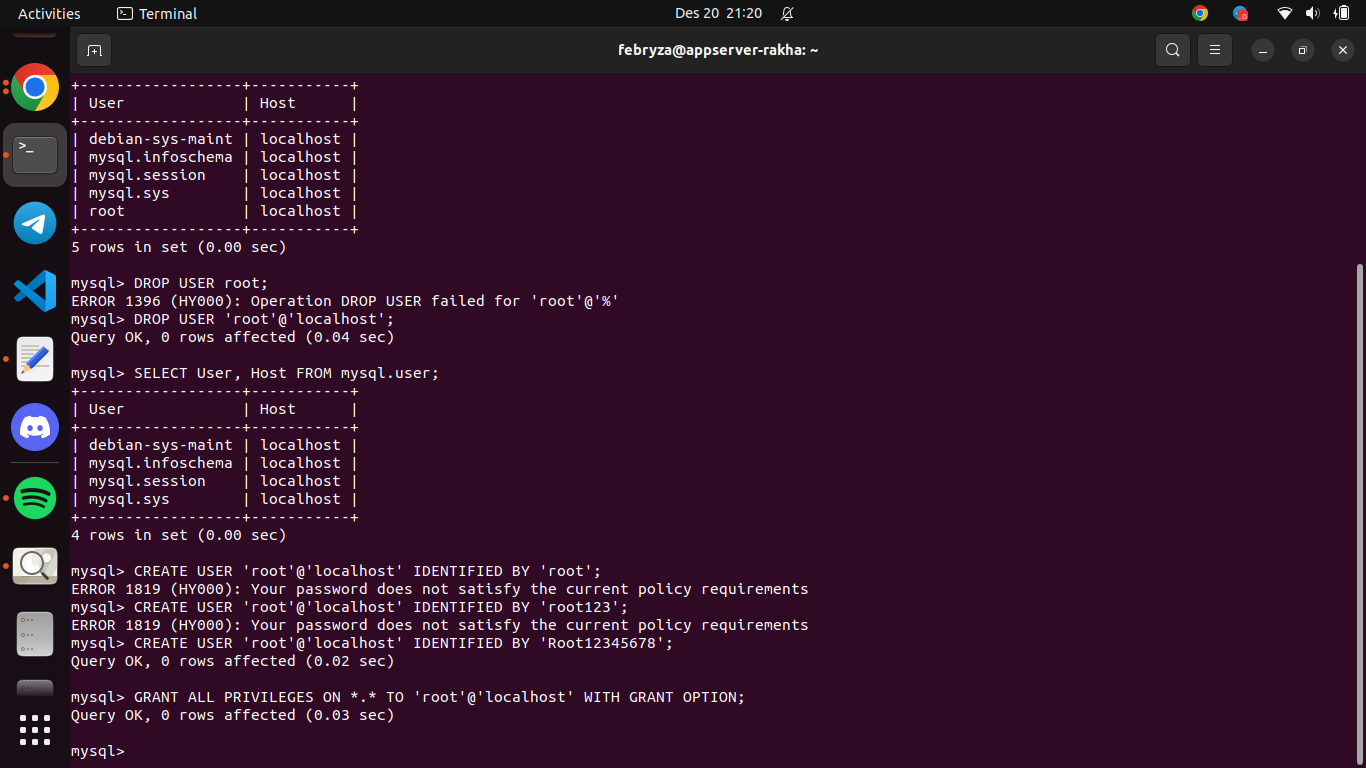 Activities
Terminal
Des 20 21:20
febryza@appserver-rakha: ~
+------------------+-----------+
| User             | Host      |
+------------------+-----------+
| debian-sys-maint | localhost |
| mysql.infoschema | localhost |
| mysql.session    | localhost |
| mysql.sys        | localhost |
| root             | localhost |
+------------------+-----------+
5 rows in set (0.00 sec)
mysql> DROP USER root;
ERROR 1396 (HY000): Operation DROP USER failed for 'root'@'%'
mysql> DROP USER 'root'@'localhost';
Query OK, 0 rows affected (0.04 sec)
mysql> SELECT User, Host FROM mysql.user;
+------------------+-----------+
| User             | Host      |
+------------------+-----------+
| debian-sys-maint | localhost |
| mysql.infoschema | localhost |
| mysql.session    | localhost |
| mysql.sys        | localhost |
+------------------+-----------+
4 rows in set (0.00 sec)
mysql> CREATE USER 'root'@'localhost' IDENTIFIED BY 'root';
ERROR 1819 (HY000): Your password does not satisfy the current policy requirements
mysql> CREATE USER 'root'@'localhost' IDENTIFIED BY 'root123';
ERROR 1819 (HY000): Your password does not satisfy the current policy requirements
mysql> CREATE USER 'root'@'localhost' IDENTIFIED BY 'Root12345678';
Query OK, 0 rows affected (0.02 sec)
mysql> GRANT ALL PRIVILEGES ON *.* TO 'root'@'localhost' WITH GRANT OPTION;
Query OK, 0 rows affected (0.03 sec)
mysql>